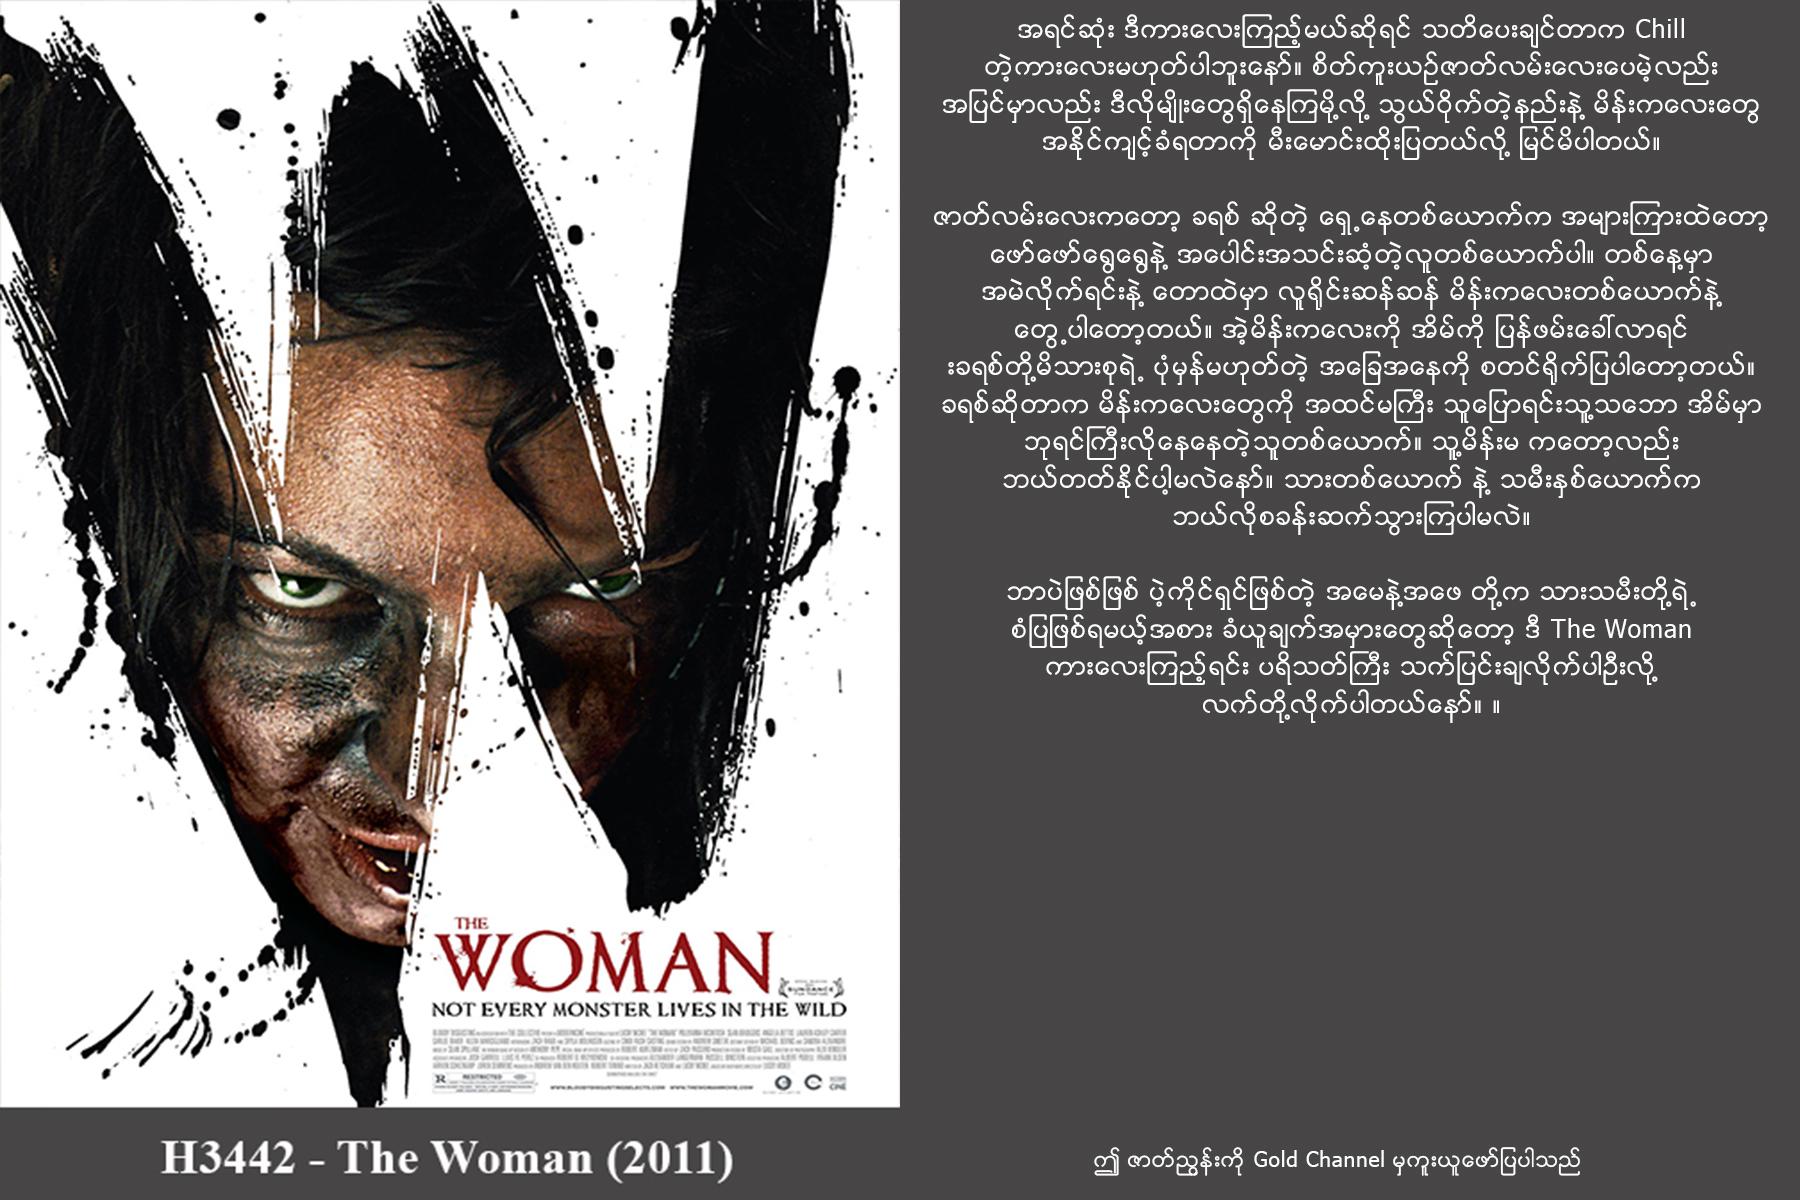 THE
WOMAN
SUNDANCE
NOT EVERY MONSTER LIVES IN THE WILD
R RESTRICTED
WWW.BLOODYDISGUSTINGSELECTS.COM WWW.THEWOMANMOVIE.COM
H3442 - The Woman (2011)
အရင်ဆုံး ဒီကားလေးကြည့်မယ်ဆိုရင် သတိပေးချင်တာက Chill
တဲ့ကားလေးမဟုတ်ပါဘူးနော်။ စိတ်ကူးယဉ်ဇာတ်လမ်းလေးပေမဲ့လည်း
အပြင်မှာလည်း ဒီလိုမျိုးတွေရှိနေကြမို့လို့ သွယ်ဝိုက်တဲ့နည်းနဲ့ မိန်းကလေးတွေ
အနိုင်ကျင့်ခံရတာကို မီးမောင်းထိုးပြတယ်လို့ မြင်မိပါတယ်။
ဇာတ်လမ်းလေးကတော့ ခရစ် ဆိုတဲ့ ရှေ့နေတစ်ယောက်က အများကြားထဲတော့
ဖော်ဖော်ရွေရွေနဲ့ အပေါင်းအသင်းဆံ့တဲ့လူတစ်ယောက်ပါ။ တစ်နေ့မှာ
အမဲလိုက်ရင်းနဲ့ တောထဲမှာ လူရိုင်းဆန်ဆန် မိန်းကလေးတစ်ယောက်နဲ့
တွေ့ပါတော့တယ်။ အဲ့မိန်းကလေးကို အိမ်ကို ပြန်ဖမ်းခေါ်လာရင်
းခရစ်တို့မိသားစုရဲ့ ပုံမှန်မဟုတ်တဲ့ အခြေအနေကို စတင်ရိုက်ပြပါတော့တယ်။
ခရစ်ဆိုတာက မိန်းကလေးတွေကို အထင်မကြီး သူပြောရင်းသူ့သဘော အိမ်မှာ
ဘုရင်ကြီးလိုနေနေတဲ့သူတစ်ယောက်။ သူ့မိန်းမ ကတော့လည်း
ဘယ်တတ်နိုင်ပါ့မလဲနော်။ သားတစ်ယောက် နဲ့ သမီးနှစ်ယောက်က
ဘယ်လိုစခန်းဆက်သွားကြပါမလဲ။
ဘာပဲဖြစ်ဖြစ် ပဲ့ကိုင်ရှင်ဖြစ်တဲ့ အမေနဲ့အဖေ တို့က သားသမီးတို့ရဲ့
စံပြဖြစ်ရမယ့်အစား ခံယူချက်အမှားတွေဆိုတော့ ဒီ The Woman
ကားလေးကြည့်ရင်း ပရိသတ်ကြီး သက်ပြင်းချလိုက်ပါဦးလို့
လက်တို့လိုက်ပါတယ်နော်။ ။
ဤ ဇာတ်ညွှန်းကို Gold Channel မှကူးယူဖော်ပြပါသည်